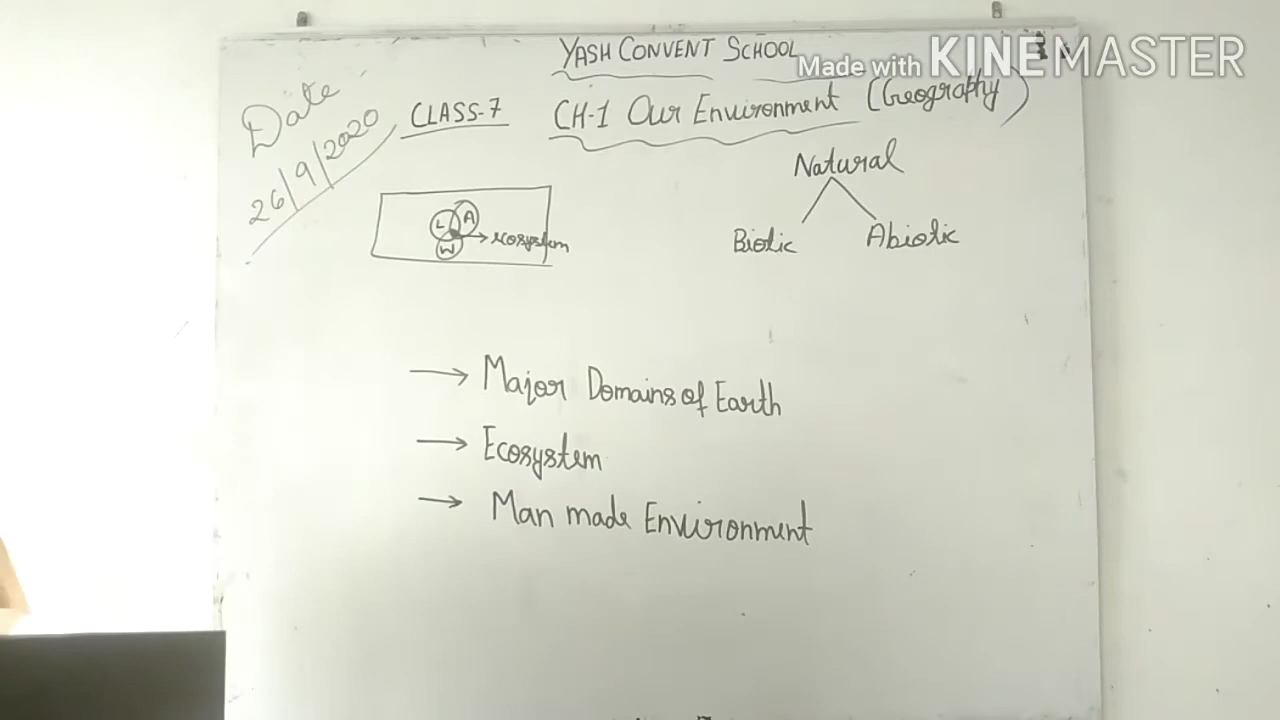 YASH CONVENT SCHOOL
Made with KINEMASTER
Date
26/9/2020
CLASS-7
CH-1 Our Environment (Geography)
Natural
Biotic Abiotic
L A
W
ecosystem
→ Major Domains of Earth
→ Ecosystem
→ Man made Environment